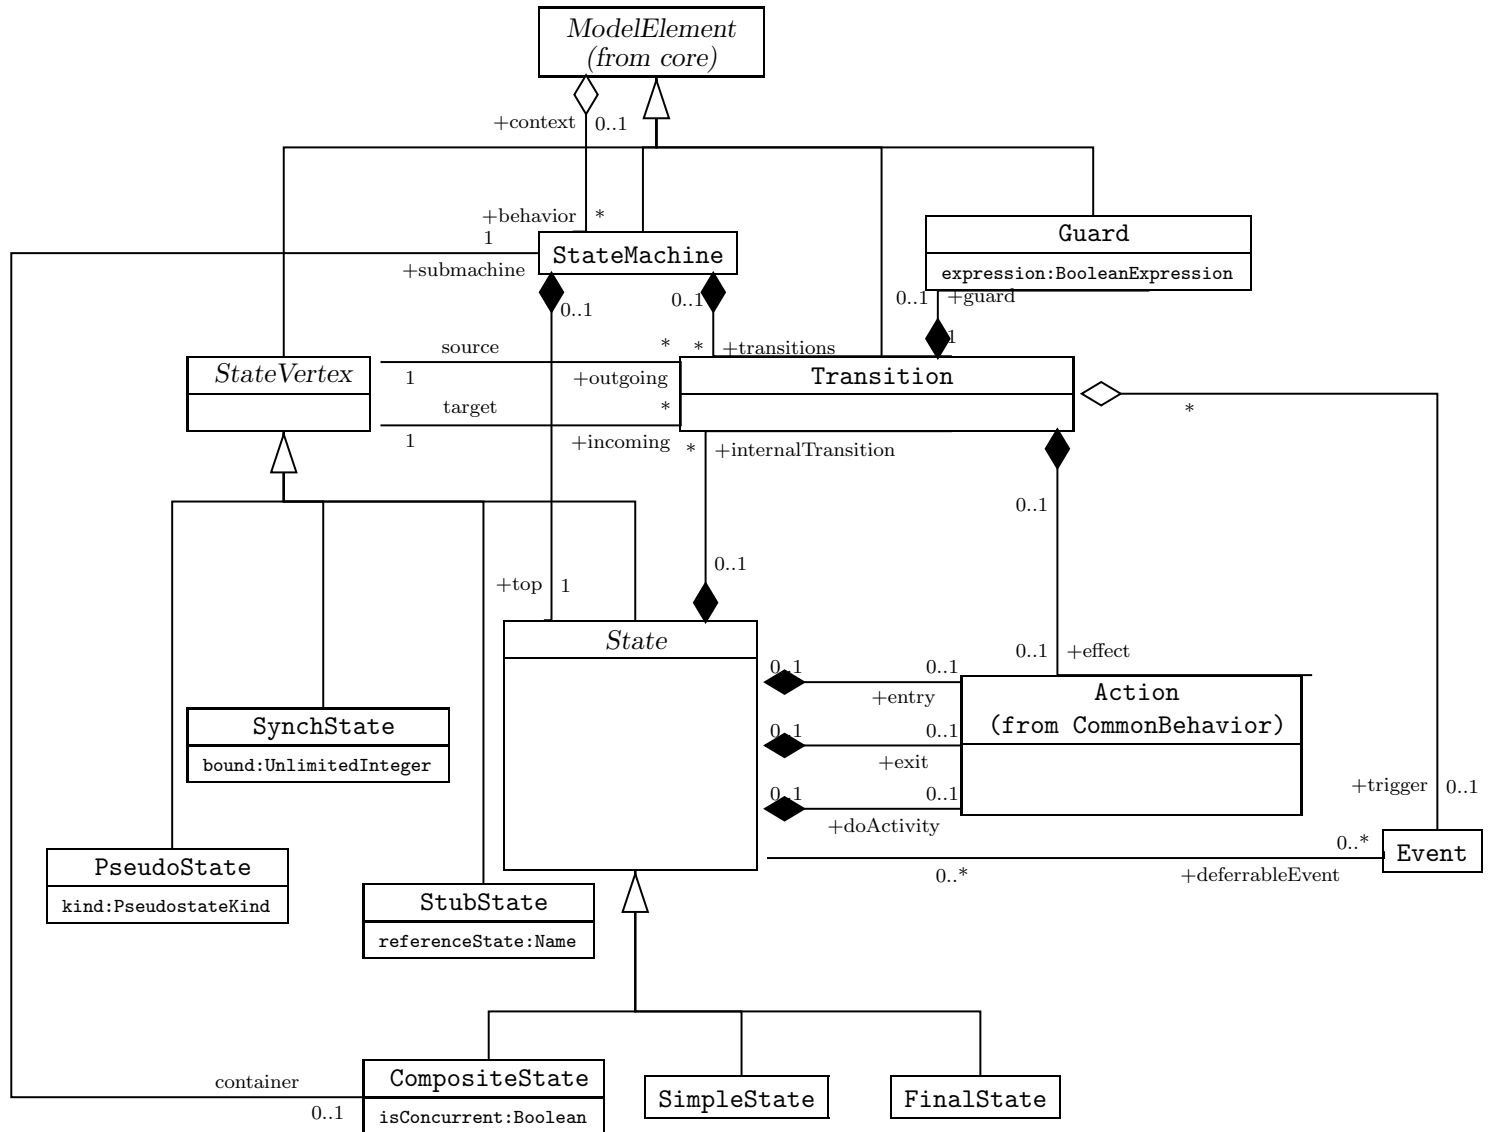 ModelElement
(from core)
+context
0..1
+behavior
*
1
+submachine
StateMachine
Guard
expression:BooleanExpression
0..1
0..1
0..1
+guard
1
source
*
*
+transitions
StateVertex
1
+outgoing
Transition
target
*
*
1
+incoming
*
+internalTransition
0..1
0..1
+top
1
State
0..1
+effect
0..1
0..1
+entry
Action
(from CommonBehavior)
SynchState
bound:UnlimitedInteger
0..1
0..1
+exit
0..1
0..1
+doActivity
+trigger
0..1
0..*
Event
PseudoState
kind:PseudostateKind
0..*
+deferrableEvent
StubState
referenceState:Name
container
0..1
CompositeState
isConcurrent:Boolean
SimpleState
FinalState